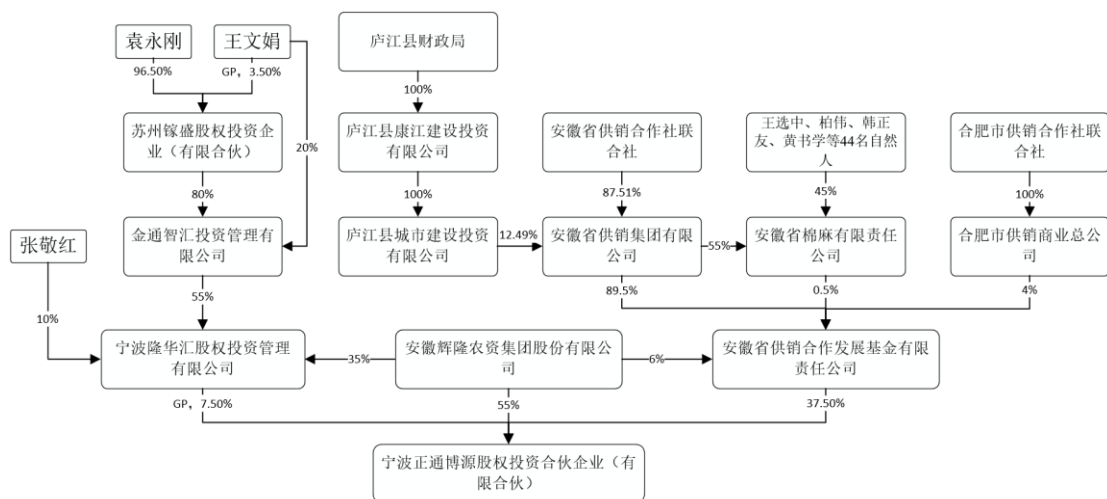 袁永刚
王文娟
庐江县财政局
96.50%
GP，3.50%
100%
苏州镓盛股权投资企
业（有限合伙）
庐江县康江建设投资
有限公司
安徽省供销合作社联
合社
王选中、柏伟、韩正
友、黄书学等44名自然
人
合肥市供销合作社联
合社
20%
80%
100%
87.51%
45%
100%
张敬红
金通智汇投资管理有
限公司
庐江县城市建设投资
有限公司
12.49%
安徽省供销集团有限
公司
55%
安徽省棉麻有限责任
公司
合肥市供销商业总公
司
10%
55%
89.5%
0.5%
4%
宁波隆华汇股权投资管理
有限公司
35%
安徽辉隆农资集团股份有限公
司
6%
安徽省供销合作发展基金有限
责任公司
GP，7.50%
55%
37.50%
宁波正通博源股权投资合伙企业（有
限合伙）